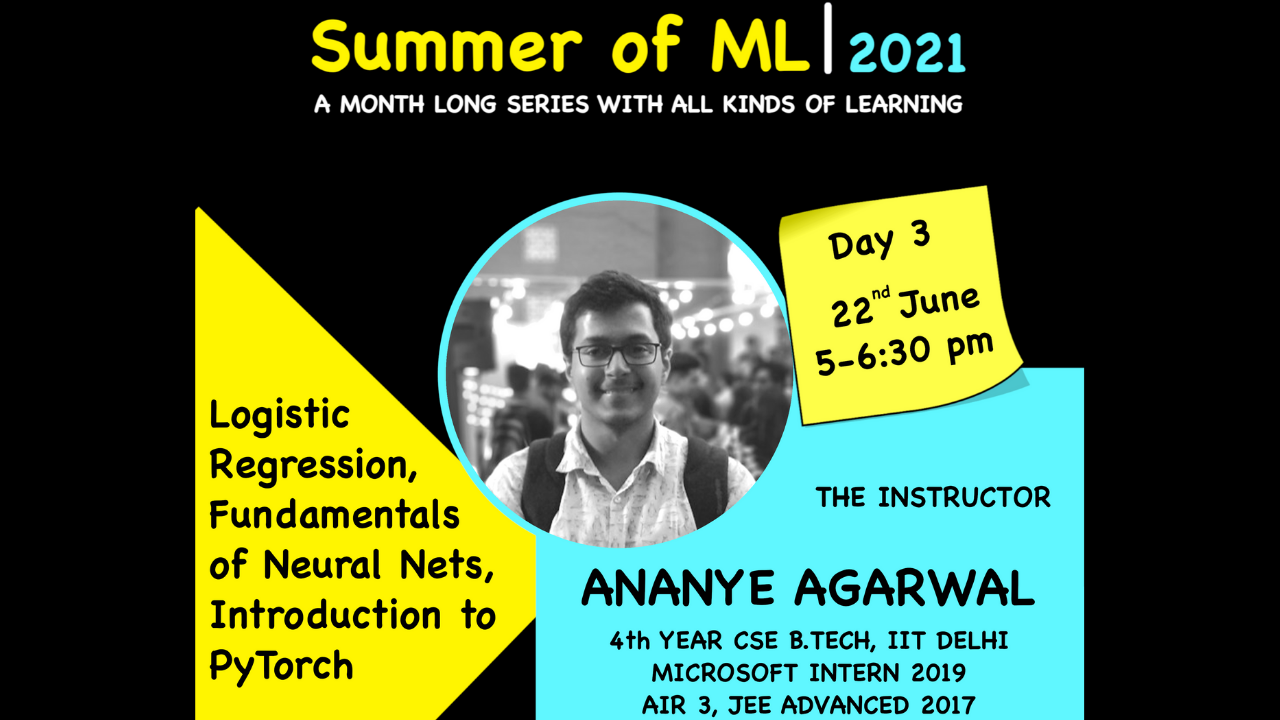 Summer of ML | 2021
A MONTH LONG SERIES WITH ALL KINDS OF LEARNING
Day 3
22nd June
5-6:30 pm
Logistic
Regression,
Fundamentals
of Neural Nets,
Introduction to
PyTorch
THE INSTRUCTOR
ANANYE AGARWAL
4th YEAR CSE B.TECH, IIT DELHI
MICROSOFT INTERN 2019
AIR 3, JEE ADVANCED 2017